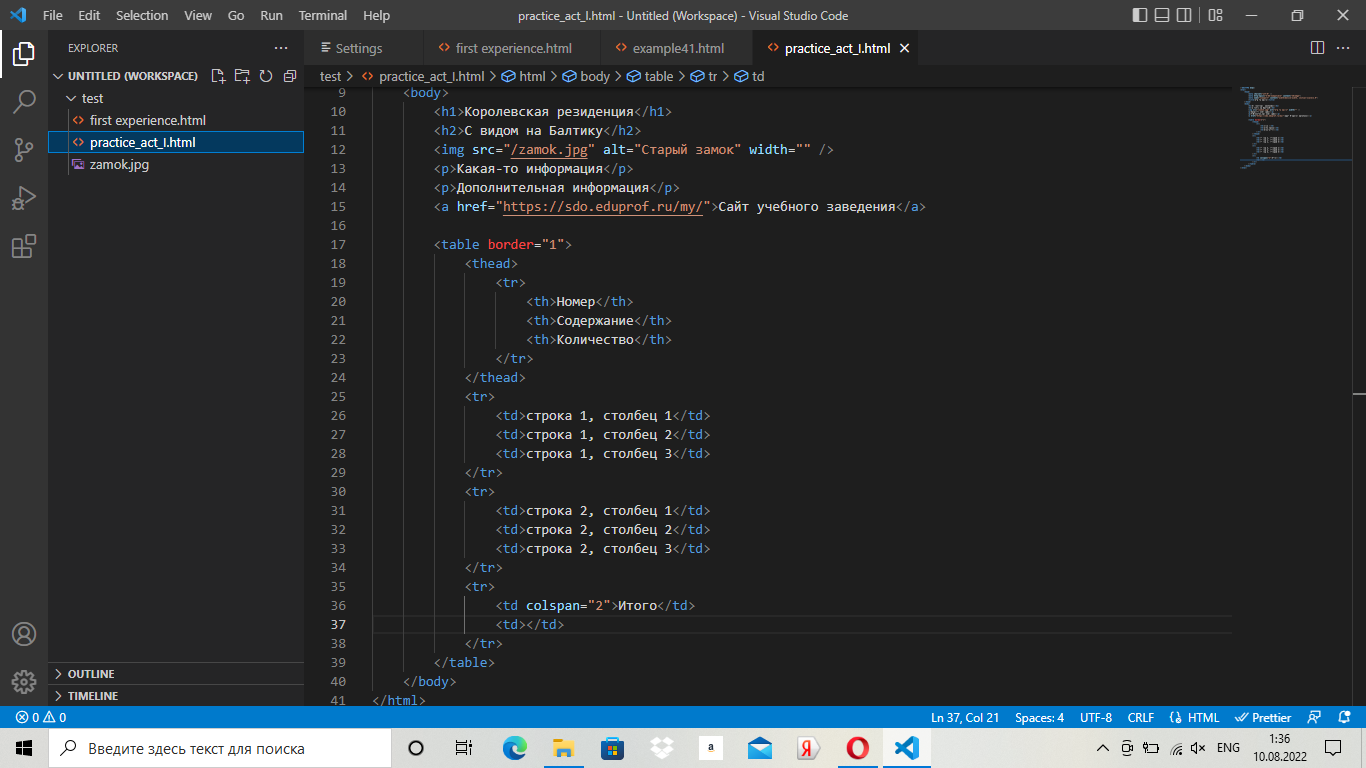 File Edit Selection View Go Run Terminal Help practice_act_I.html - Untitled (Workspace) - Visual Studio Code
EXPLORER
Settings first experience.html example41.html practice_act_I.html
UNTITLED (WORKSPACE)
test
first experience.html
practice_act_I.html
zamok.jpg
OUTLINE
TIMELINE
test > practice_act_I.html > html > body > table > tr > td
9 <body>
10 <h1>Королевская резиденция</h1>
11 <h2>С видом на Балтику</h2>
12 <img src="/zamok.jpg" alt="Старый замок" width="" />
13 <p>Какая-то информация</p>
14 <p>Дополнительная информация</p>
15 <a href="https://sdo.eduprof.ru/my/">Сайт учебного заведения</a>
16
17 <table border="1">
18 <thead>
19 <tr>
20 <th>Номер</th>
21 <th>Содержание</th>
22 <th>Количество</th>
23 </tr>
24 </thead>
25 <tr>
26 <td>строка 1, столбец 1</td>
27 <td>строка 1, столбец 2</td>
28 <td>строка 1, столбец 3</td>
29 </tr>
30 <tr>
31 <td>строка 2, столбец 1</td>
32 <td>строка 2, столбец 2</td>
33 <td>строка 2, столбец 3</td>
34 </tr>
35 <tr>
36 <td colspan="2">Итого</td>
37 <td></td>
38 </tr>
39 </table>
40 </body>
41 </html>
0 0 Ln 37, Col 21 Spaces: 4 UTF-8 CRLF HTML Prettier
Введите здесь текст для поиска
a
Я
ENG
1:36
10.08.2022